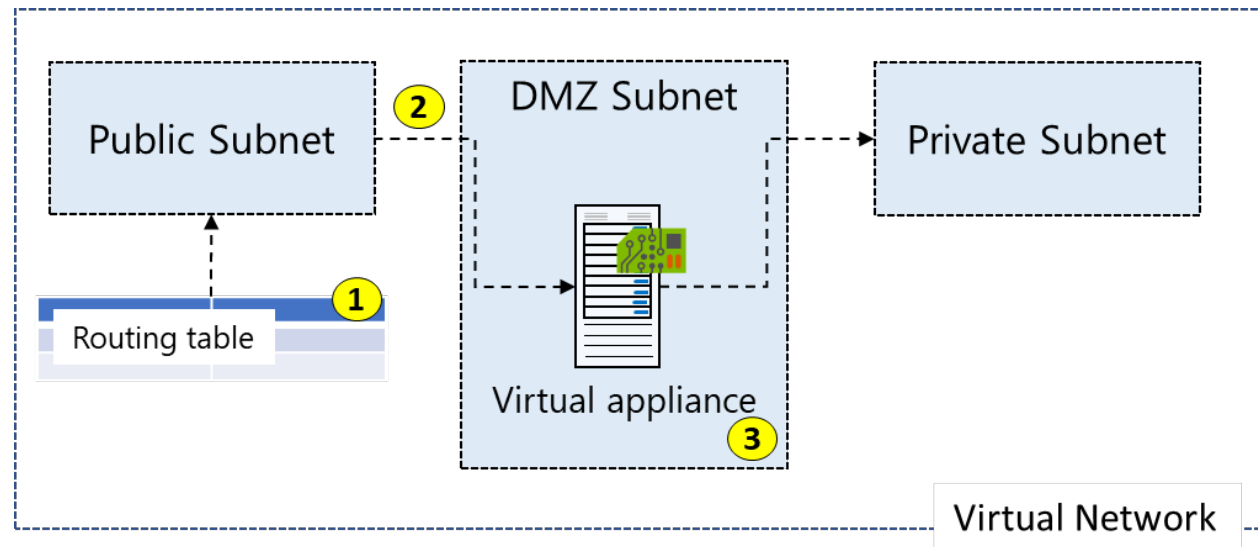 Public Subnet
2
DMZ Subnet
Private Subnet
1
Routing table
Virtual appliance
3
Virtual Network